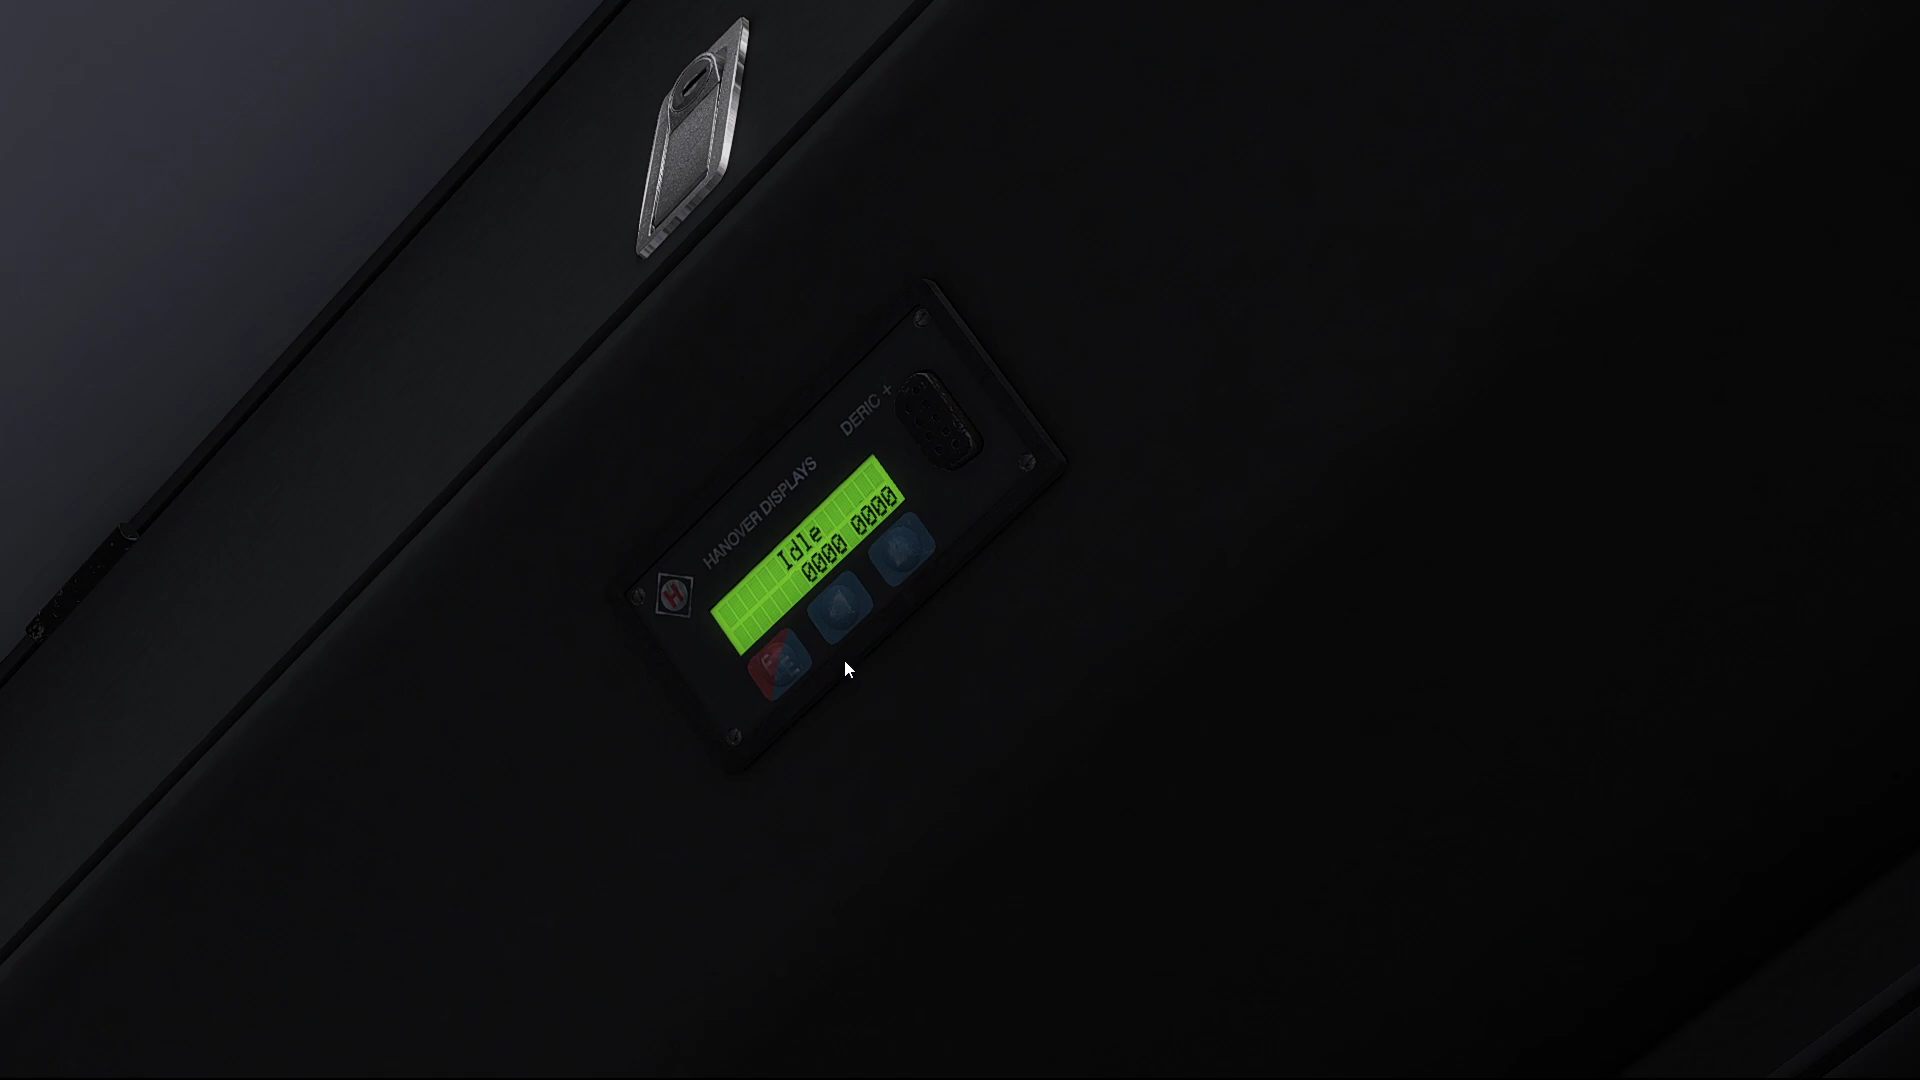 DERIC +
HANOVER DISPLAYS
H
Idle
0000 0000